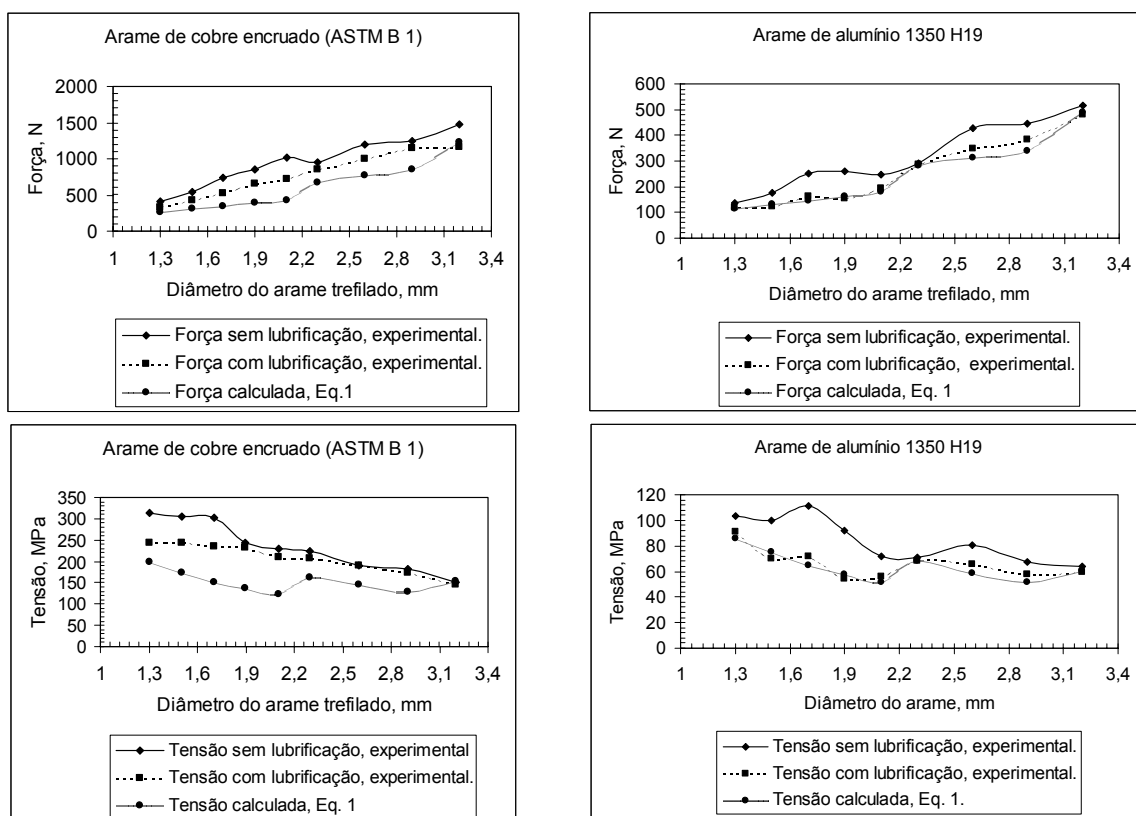 Arame de cobre encruado (ASTM B 1)
2000
1500
1000
500
0
Força, N
1 1,3 1,6 1,9 2,2 2,5 2,8 3,1 3,4
Diâmetro do arame trefilado, mm
Força sem lubrificação, experimental.
Força com lubrificação, experimental.
Força calculada, Eq.1
Arame de alumínio 1350 H19
600
500
400
300
200
100
0
Força, N
1 1,3 1,6 1,9 2,2 2,5 2,8 3,1 3,4
Diâmetro do arame trefilado, mm
Força sem lubrificação, experimental.
Força com lubrificação, experimental.
Força calculada, Eq. 1
Arame de cobre encruado (ASTM B 1)
350
300
250
200
150
100
50
0
Tensão, MPa
1 1,3 1,6 1,9 2,2 2,5 2,8 3,1 3,4
Diâmetro do arame trefilado, mm
Tensão sem lubrificação, experimental
Tensão com lubrificação, experimental.
Tensão calculada, Eq. 1
Arame de alumínio 1350 H19
120
100
80
60
40
20
0
Tensão, MPa
1 1,3 1,6 1,9 2,2 2,5 2,8 3,1 3,4
Diâmetro do arame, mm
Tensão sem lubrificação, experimental.
Tensão com lubrificação, experimental.
Tensão calculada, Eq. 1.